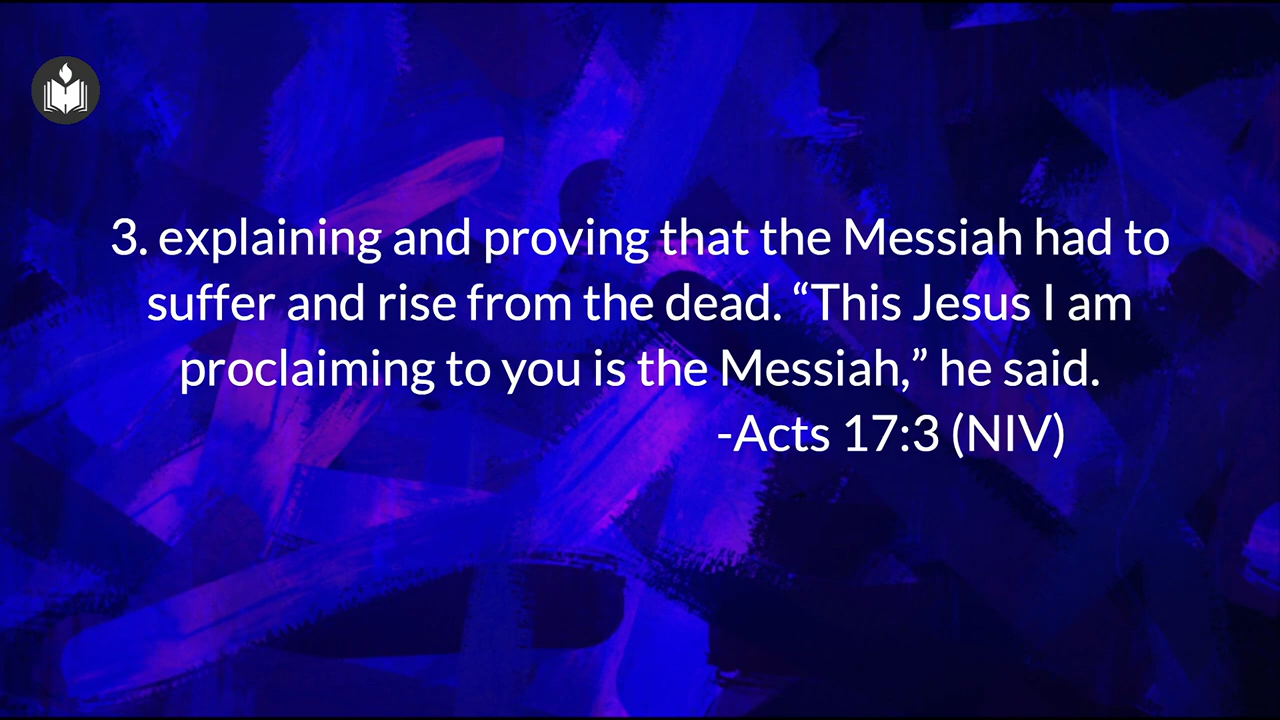 3. explaining and proving that the Messiah had to
suffer and rise from the dead. “This Jesus I am
proclaiming to you is the Messiah,” he said.
-Acts 17:3 (NIV)